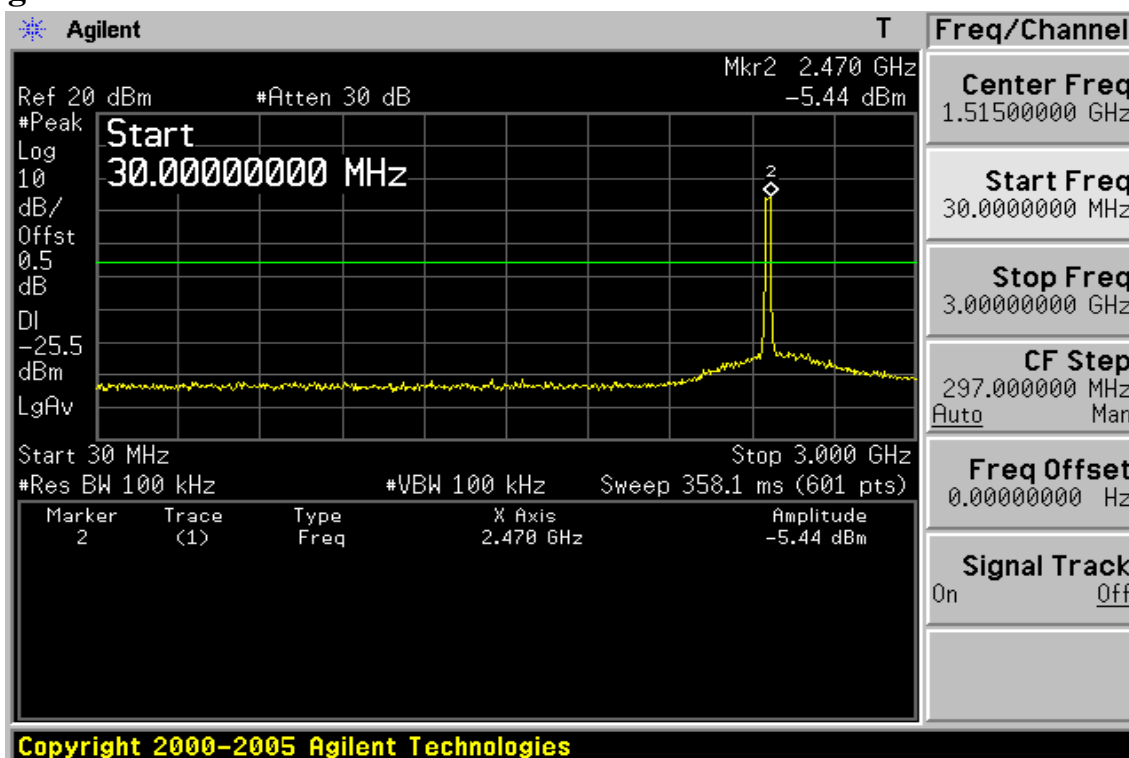 Agilent T Freq/Channel
Mkr2 2.470 GHz
Ref 20 dBm #Atten 30 dB -5.44 dBm
#Peak
Log
10
dB/
Offst
0.5
dB
DI
-25.5
dBm
LgAv
Start
30.00000000 MHz
2
Start 30 MHz Stop 3.000 GHz
#Res BW 100 kHz #VBW 100 kHz Sweep 358.1 ms (601 pts)
Marker Trace Type X Axis Amplitude
2 (1) Freq 2.470 GHz -5.44 dBm
Center Freq
1.51500000 GHz
Start Freq
30.0000000 MHz
Stop Freq
3.00000000 GHz
CF Step
297.000000 MHz
Auto Man
Freq Offset
0.00000000 Hz
Signal Track
On Off
Copyright 2000-2005 Agilent Technologies